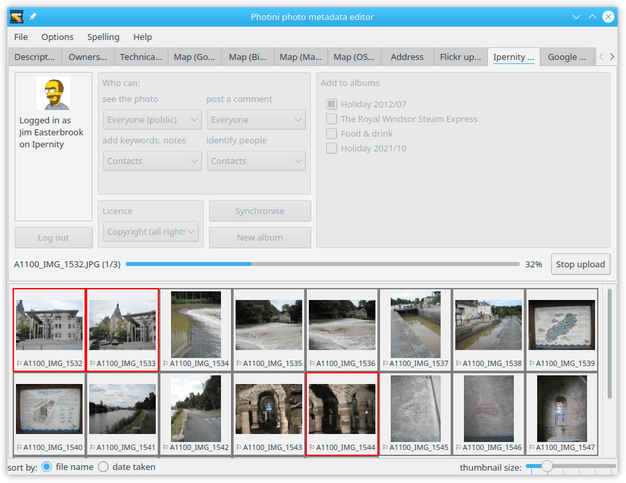 Photini photo metadata editor
File Options Spelling Help
Descript... Owners... Technica... Map (Go... Map (Bi... Map (Ma... Map (OS... Address Flickr up... Ipernity ... Google ...
Logged in as
Jim Easterbrook
on Ipernity
Log out
Who can:
see the photo post a comment
Everyone (public) Everyone
add keywords, notes identify people
Contacts Contacts
Licence
Copyright (all rights
Synchronise
New album
Add to albums
Holiday 2012/07
The Royal Windsor Steam Express
Food & drink
Holiday 2021/10
A1100_IMG_1532.JPG (1/3) 32% Stop upload
A1100_IMG_1532 A1100_IMG_1533 A1100_IMG_1534 A1100_IMG_1535 A1100_IMG_1536 A1100_IMG_1537 A1100_IMG_1538 A1100_IMG_1539
A1100_IMG_1540 A1100_IMG_1541 A1100_IMG_1542 A1100_IMG_1543 A1100_IMG_1544 A1100_IMG_1545 A1100_IMG_1546 A1100_IMG_1547
sort by: file name date taken thumbnail size: